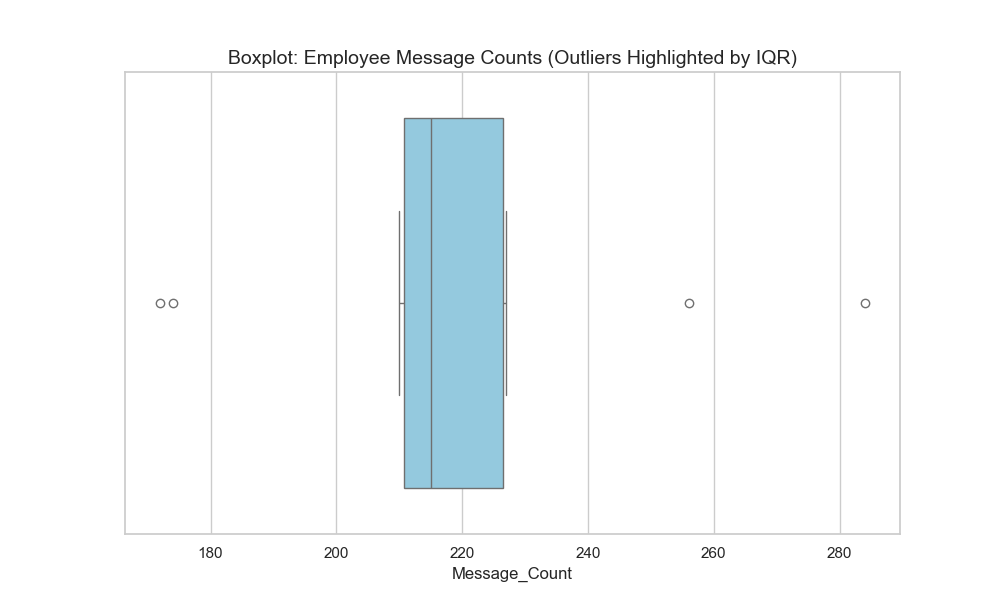 Boxplot: Employee Message Counts (Outliers Highlighted by IQR)
180 200 220 240 260 280
Message_Count